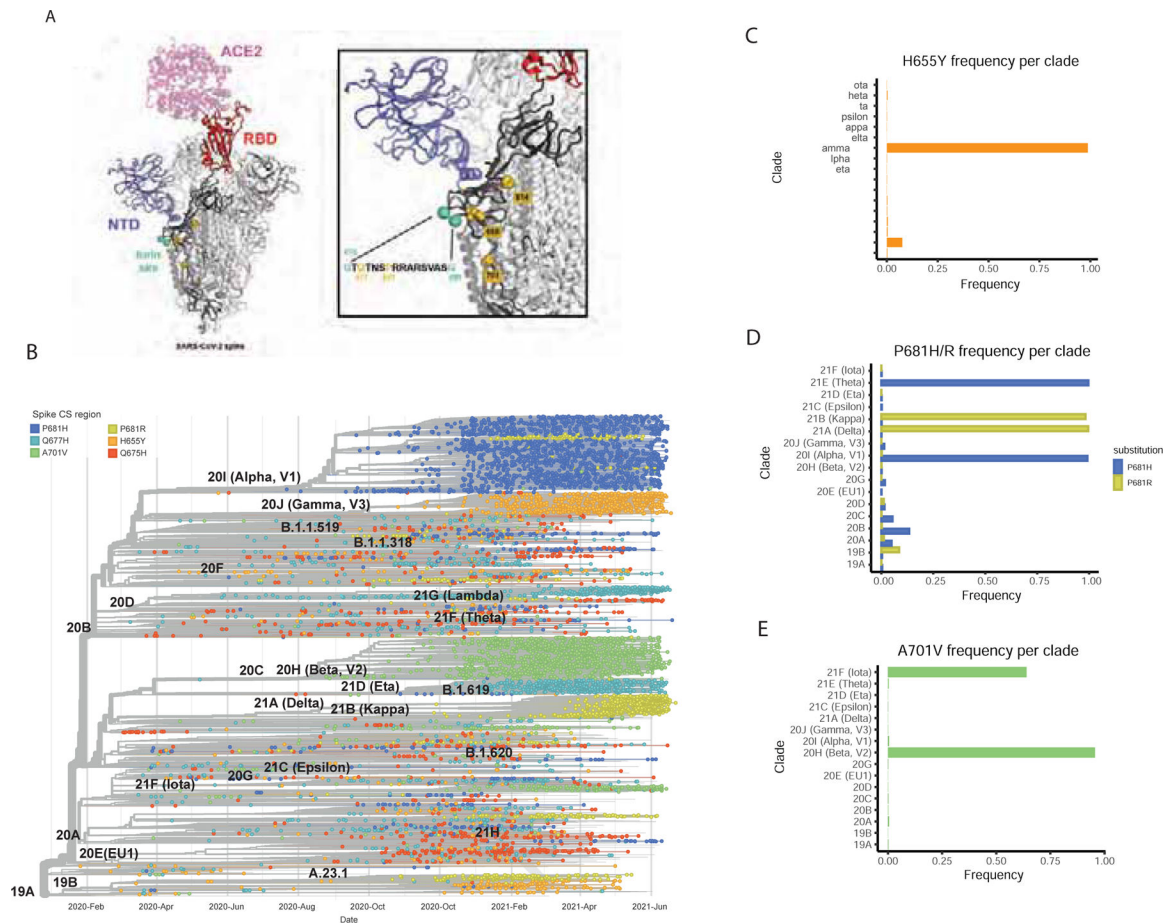 A
ACE2
RBD
NTD
furin
site
SARS-CoV-2 spike
614
701
RRARSVAS
B
Spike CS region
P681H
P681R
Q677H
H655Y
A701V
Q675H
20I (Alpha, V1)
20J (Gamma, V3)
B.1.1.519
B.1.1.318
20F
21G (Lambda)
20D
21F (Theta)
20B
20C
20H (Beta, V2)
21D (Eta)
B.1.619
21A (Delta)
21B (Kappa)
B.1.620
21C (Epsilon)
20G
21F (Iota)
21H
20A
20E(EU1)
A.23.1
19B
19A
2020-Feb
2020-Apr
2020-Jun
2020-Aug
2020-Oct
2020-Oct
2021-Feb
2021-Apr
2021-Jun
Date
C
H655Y frequency per clade
ota
heta
ta
psilon
appa
elta
amma
lpha
eta
Clade
0.00
0.25
0.50
0.75
1.00
Frequency
D
P681H/R frequency per clade
21F (Iota)
21E (Theta)
21D (Eta)
21C (Epsilon)
21B (Kappa)
21A (Delta)
20J (Gamma, V3)
20I (Alpha, V1)
20H (Beta, V2)
20G
20E (EU1)
20D
20C
20B
20A
19B
19A
Clade
0.00
0.25
0.50
0.75
1.00
Frequency
substitution
P681H
P681R
E
A701V frequency per clade
21F (Iota)
21E (Theta)
21D (Eta)
21C (Epsilon)
21A (Delta)
20J (Gamma, V3)
20I (Alpha, V1)
20H (Beta, V2)
20G
20E (EU1)
20D
20C
20B
20A
19B
19A
Clade
0.00
0.25
0.50
0.75
1.00
Frequency